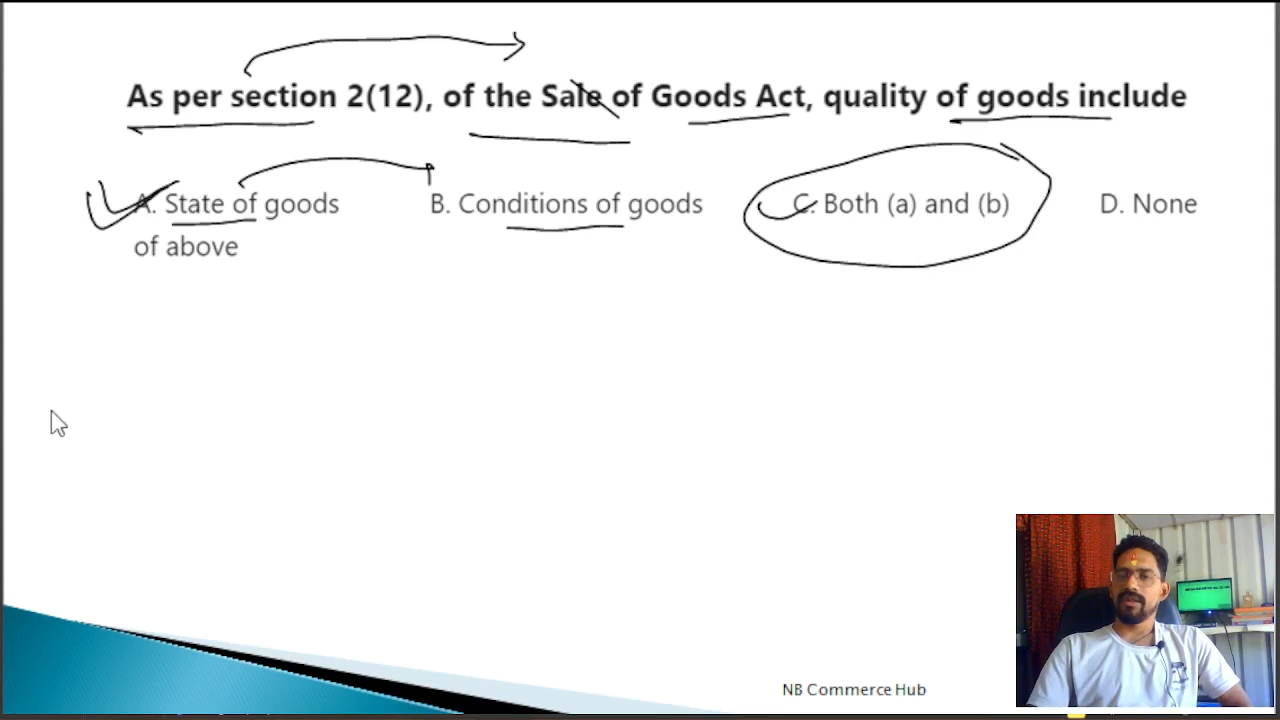 As per section 2(12), of the Sale of Goods Act, quality of goods include
A. State of goods B. Conditions of goods C. Both (a) and (b) D. None
of above
NB Commerce Hub